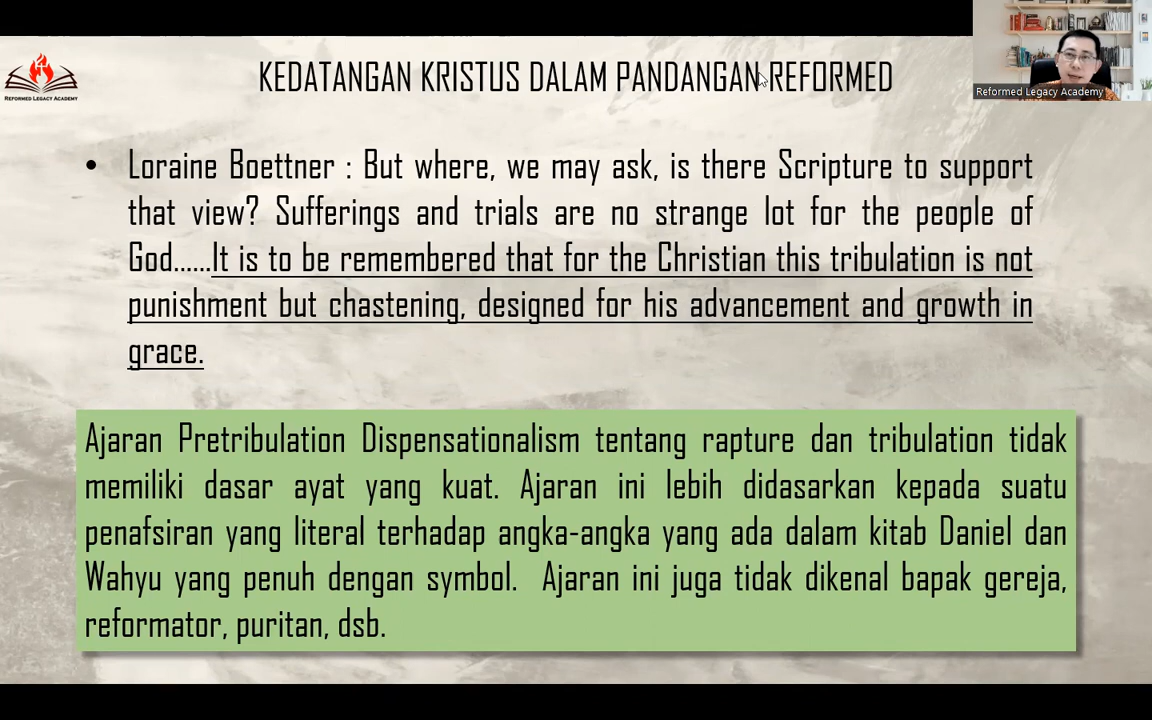 KEDATANGAN KRISTUS DALAM PANDANGAN REFORMED
REFORMED LEGACY ACADEMY
Reformed Legacy Academy
• Loraine Boettner : But where, we may ask, is there Scripture to support
that view? Sufferings and trials are no strange lot for the people of
God......It is to be remembered that for the Christian this tribulation is not
punishment but chastening, designed for his advancement and growth in
grace.
Ajaran Pretribulation Dispensationalism tentang rapture dan tribulation tidak
memiliki dasar ayat yang kuat. Ajaran ini lebih didasarkan kepada suatu
penafsiran yang literal terhadap angka-angka yang ada dalam kitab Daniel dan
Wahyu yang penuh dengan symbol. Ajaran ini juga tidak dikenal bapak gereja,
reformator, puritan, dsb.